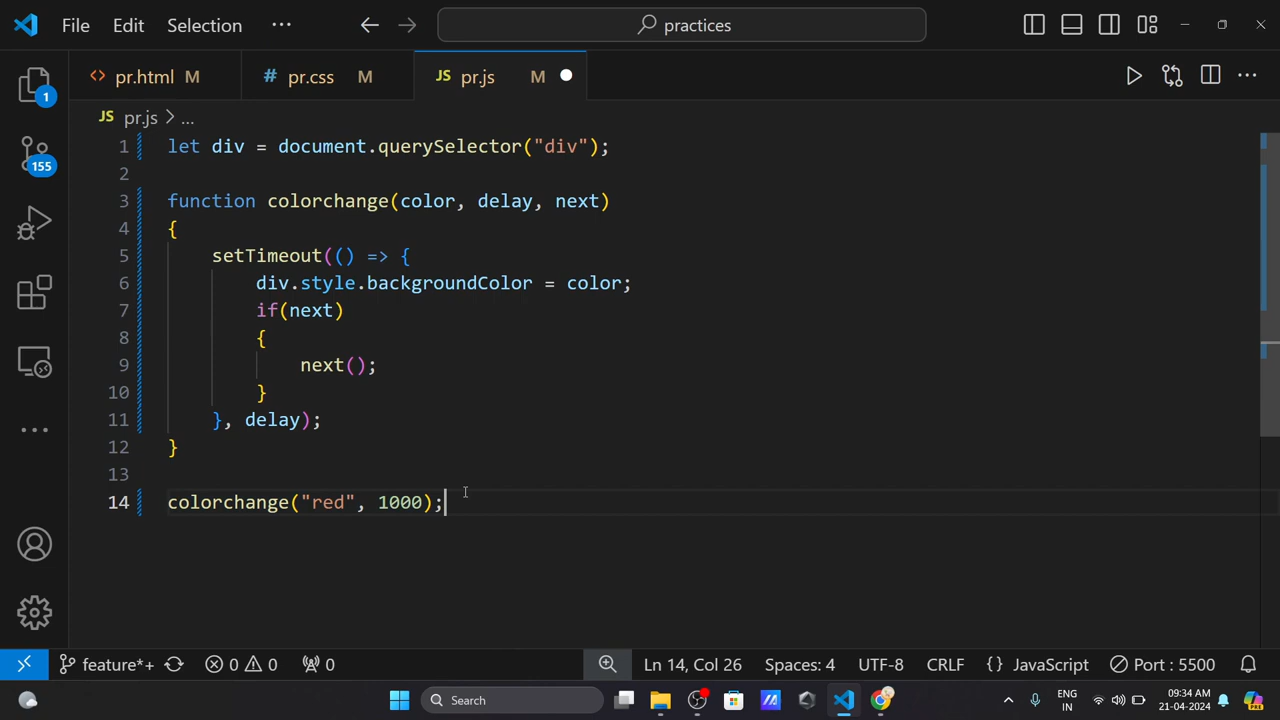 File Edit Selection ··· practices
pr.html M # pr.css M JS pr.js M
JS pr.js > ...
1 let div = document.querySelector("div");
2
3 function colorchange(color, delay, next)
4 {
5 setTimeout(() => {
6 div.style.backgroundColor = color;
7 if(next)
8 {
9 next();
10 }
11 }, delay);
12 }
13
14 colorchange("red", 1000);
1
155
feature*+ 0 0 0 Ln 14, Col 26 Spaces: 4 UTF-8 CRLF {} JavaScript Port : 5500
Search ENG IN 09:34 AM 21-04-2024 PRE